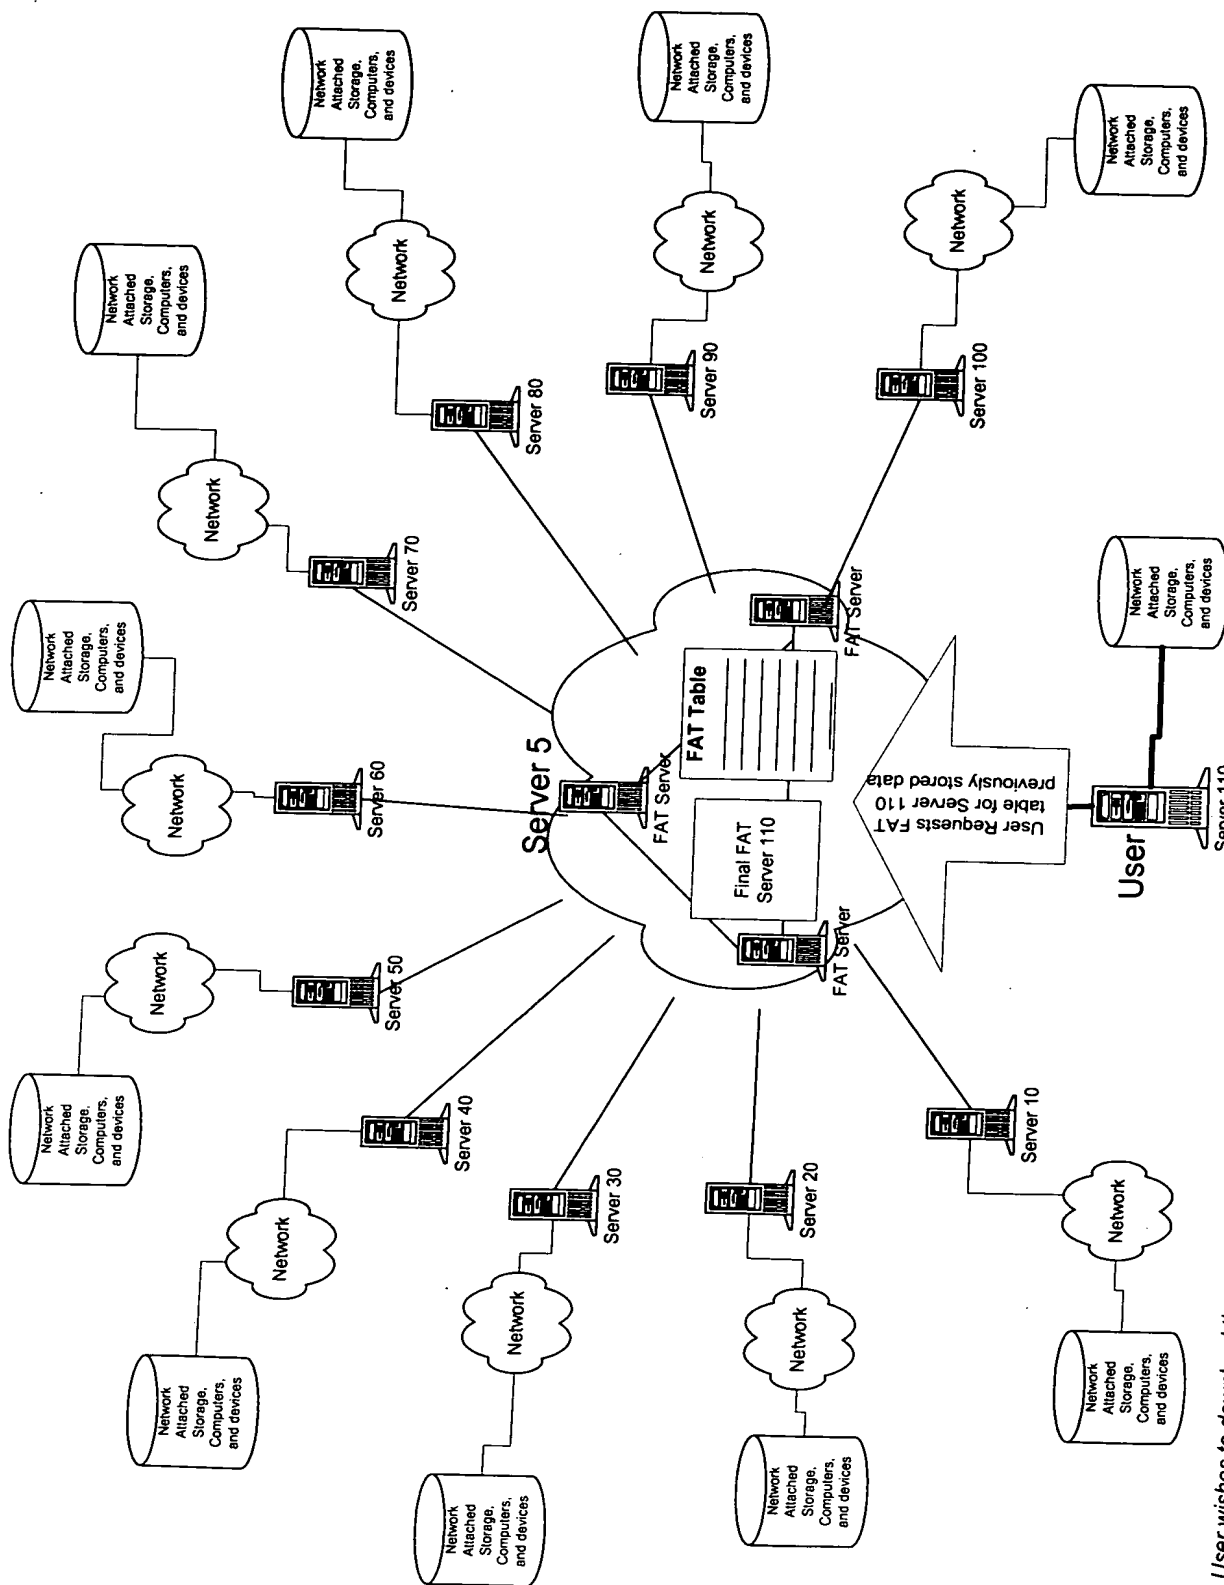 Network
Attached
Storage,
Computers,
and devices
Network
Server 50
Network
Attached
Storage,
Computers,
and devices
Network
Server 60
Network
Attached
Storage,
Computers,
and devices
Network
Server 70
Network
Attached
Storage,
Computers,
and devices
Network
Server 40
Network
Attached
Storage,
Computers,
and devices
Network
Server 80
Network
Attached
Storage,
Computers,
and devices
Network
Server 30
Server 5
FAT Server
Network
Attached
Storage,
Computers,
and devices
Network
Server 90
Network
Attached
Storage,
Computers,
and devices
Network
Server 20
FAT Server
Final FAT
Server 110
FAT Table
FAT Server
Network
Attached
Storage,
Computers,
and devices
Network
Server 100
User Requests FAT
table for Server 110
previously stored data
Network
Attached
Storage,
Computers,
and devices
Network
Server 10
User
Server 110
Network
Attached
Storage,
Computers,
and devices
User wishes to